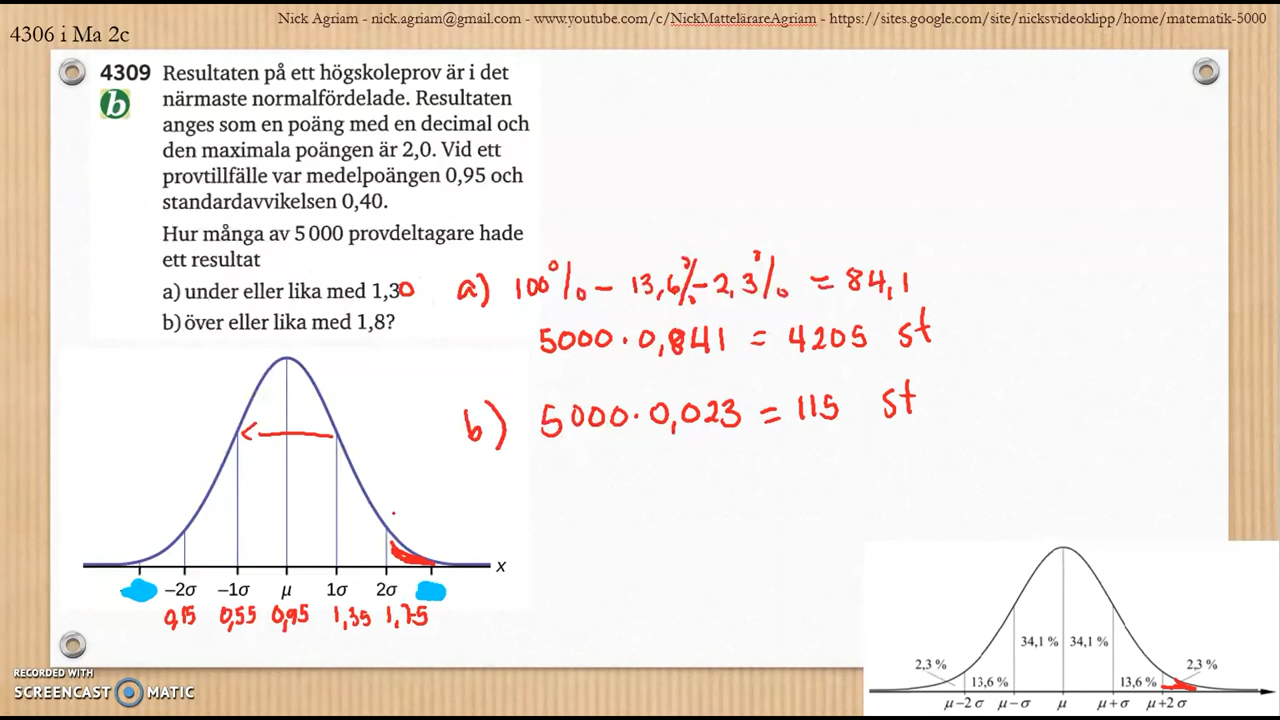 Nick Agriam - nick.agriam@gmail.com - www.youtube.com/c/NickMattelärareAgriam - https://sites.google.com/site/nicksvideoklipp/home/matematik-5000
4306 i Ma 2c
4309 Resultaten på ett högskoleprov är i det
närmaste normalfördelade. Resultaten
b
anges som en poäng med en decimal och
den maximala poängen är 2,0. Vid ett
provtillfälle var medelpoängen 0,95 och
standardavvikelsen 0,40.
Hur många av 5 000 provdeltagare hade
ett resultat
a) under eller lika med 1,30
b) över eller lika med 1,8?
a) 100% - 13,6% - 2,3% = 84,1
5000 · 0,841 = 4205 st
b) 5000 · 0,023 = 115 st
x
-2σ -1σ μ 1σ 2σ
0,15 0,55 0,95 1,35 1,75
34,1 % 34,1 %
2,3 % 2,3 %
13,6 % 13,6 %
μ-2σ μ-σ μ μ+σ μ+2σ
RECORDED WITH
SCREENCAST MATIC